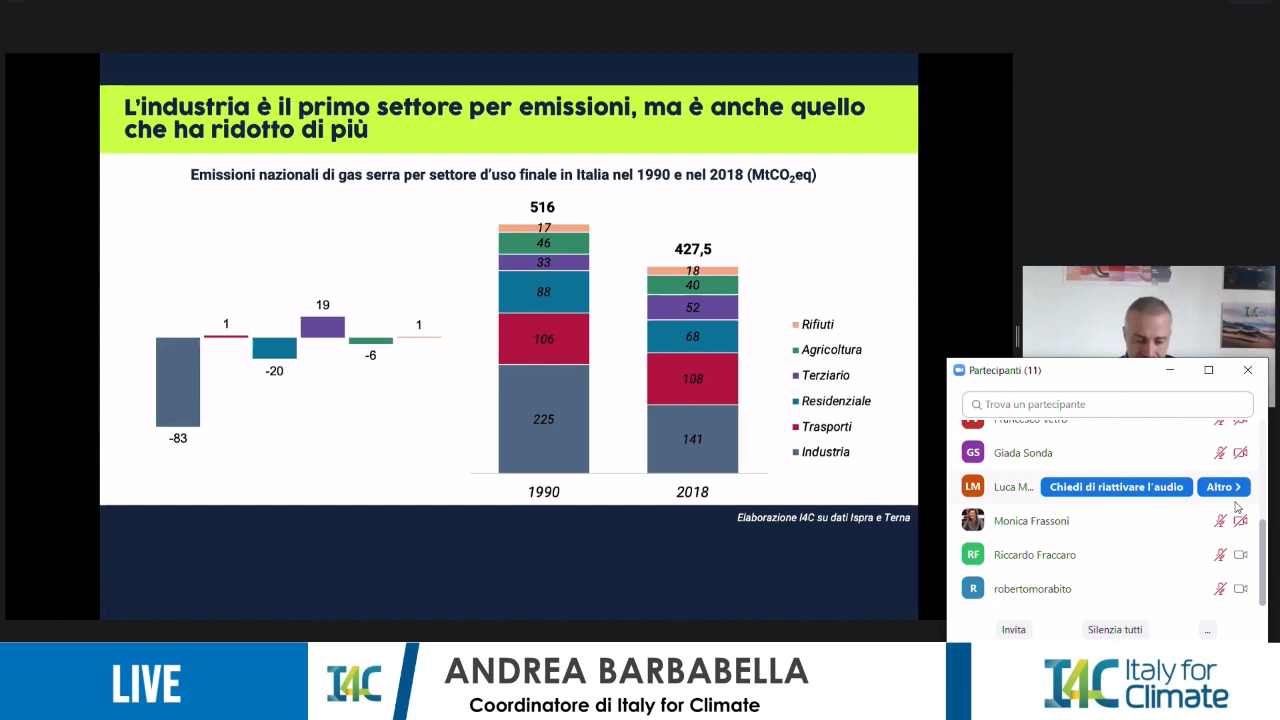 L'industria è il primo settore per emissioni, ma è anche quello
che ha ridotto di più
Emissioni nazionali di gas serra per settore d'uso finale in Italia nel 1990 e nel 2018 (MtCO2eq)
-83
1
-20
19
-6
1
516
17
46
33
88
106
225
1990
427,5
18
40
52
68
108
141
2018
Rifiuti
Agricoltura
Terziario
Residenziale
Trasporti
Industria
Elaborazione I4C su dati Ispra e Terna
Partecipanti (11)
Trova un partecipante
Francesco Vetrò
GS Giada Sonda
LM Luca M... Chiedi di riattivare l'audio Altro
Monica Frassoni
RF Riccardo Fraccaro
R robertomorabito
Invita Silenzia tutti ...
LIVE
I4C
ANDREA BARBABELLA
Coordinatore di Italy for Climate
I4C Italy for
Climate